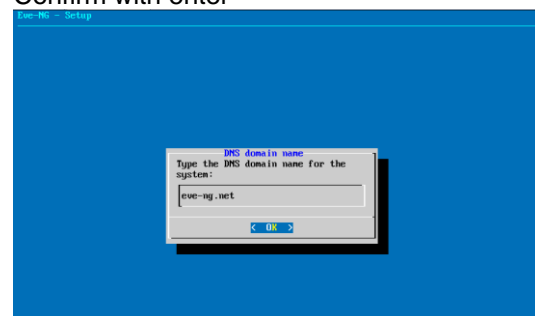 Confirm with enter
Eve-NG - Setup
DNS domain name
Type the DNS domain name for the
system:
eve-ng.net
< OK >